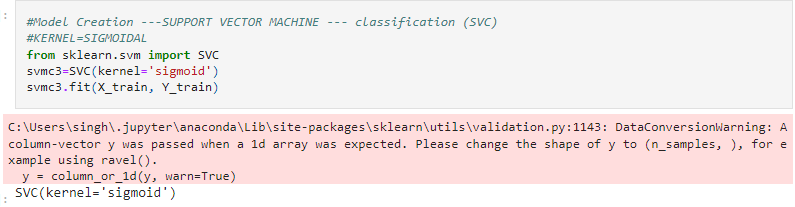 #Model Creation ---SUPPORT VECTOR MACHINE --- classification (SVC)
#KERNEL=SIGMOIDAL
from sklearn.svm import SVC
svmc3=SVC(kernel='sigmoid')
svmc3.fit(X_train, Y_train)
C:\Users\singh\.jupyter\anaconda\Lib\site-packages\sklearn\utils\validation.py:1143: DataConversionWarning: A
column-vector y was passed when a 1d array was expected. Please change the shape of y to (n_samples, ), for e
xample using ravel().
  y = column_or_1d(y, warn=True)
SVC(kernel='sigmoid')